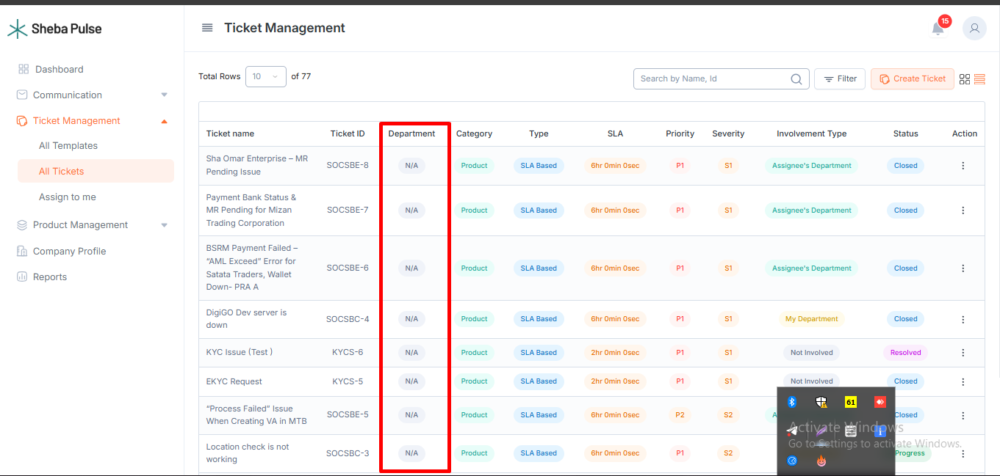 Sheba Pulse
Ticket Management
15
Dashboard
Communication
Ticket Management
All Templates
All Tickets
Assign to me
Product Management
Company Profile
Reports
Total Rows 10 of 77
Search by Name, Id
Filter
Create Ticket
Ticket name Ticket ID Department Category Type SLA Priority Severity Involvement Type Status Action
Sha Omar Enterprise – MR
Pending Issue
SOCSBE-8 N/A Product SLA Based 6hr 0min 0sec P1 S1 Assignee's Department Closed
Payment Bank Status &
MR Pending for Mizan
Trading Corporation
SOCSBE-7 N/A Product SLA Based 6hr 0min 0sec P1 S1 Assignee's Department Closed
BSRM Payment Failed –
“AML Exceed” Error for
Satata Traders, Wallet
Down- PRA A
SOCSBE-6 N/A Product SLA Based 6hr 0min 0sec P1 S1 Assignee's Department Closed
DigiGO Dev server is
down
SOCSBC-4 N/A Product SLA Based 6hr 0min 0sec P1 S1 My Department Closed
KYC Issue (Test ) KYCS-6 N/A Product SLA Based 2hr 0min 0sec P1 S1 Not Involved Resolved
EKYC Request KYCS-5 N/A Product SLA Based 2hr 0min 0sec P1 S1 Not Involved Closed
“Process Failed” Issue
When Creating VA in MTB
SOCSBE-5 N/A Product SLA Based 6hr 0min 0sec P2 S2 Closed
Location check is not
working
SOCSBC-3 N/A Product SLA Based 6hr 0min 0sec P1 S2 Progress
61
Activate Windows
Go to Settings to activate Windows.